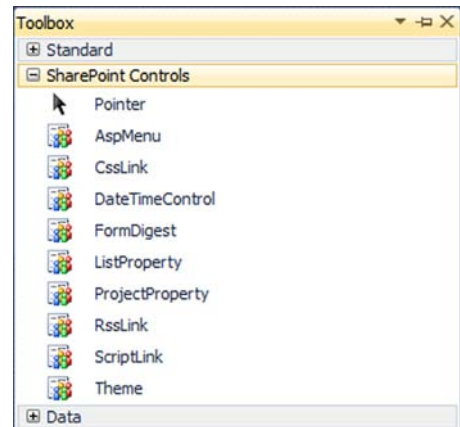 Toolbox
Standard
SharePoint Controls
Pointer
AspMenu
CssLink
DateTimeControl
FormDigest
ListProperty
ProjectProperty
RssLink
ScriptLink
Theme
Data